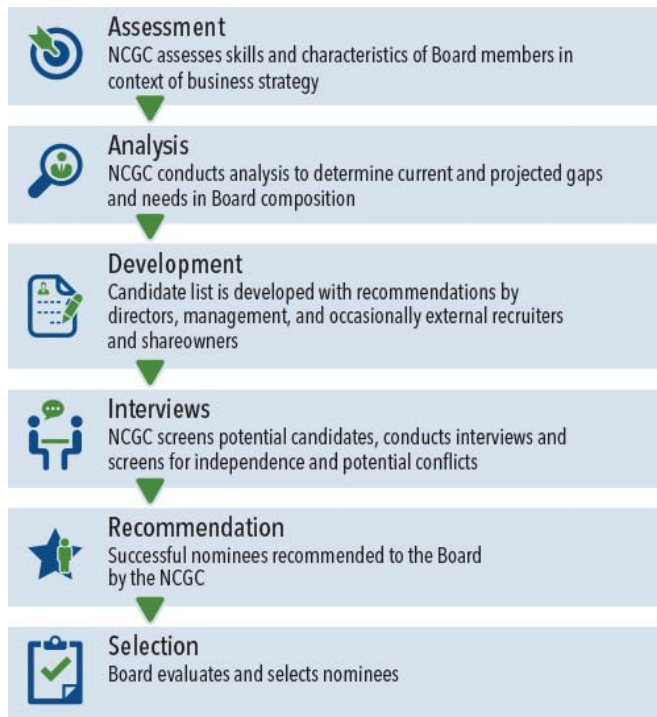 Assessment
NCGC assesses skills and characteristics of Board members in
context of business strategy
Analysis
NCGC conducts analysis to determine current and projected gaps
and needs in Board composition
Development
Candidate list is developed with recommendations by
directors, management, and occasionally external recruiters
and shareowners
Interviews
NCGC screens potential candidates, conducts interviews and
screens for independence and potential conflicts
Recommendation
Successful nominees recommended to the Board
by the NCGC
Selection
Board evaluates and selects nominees